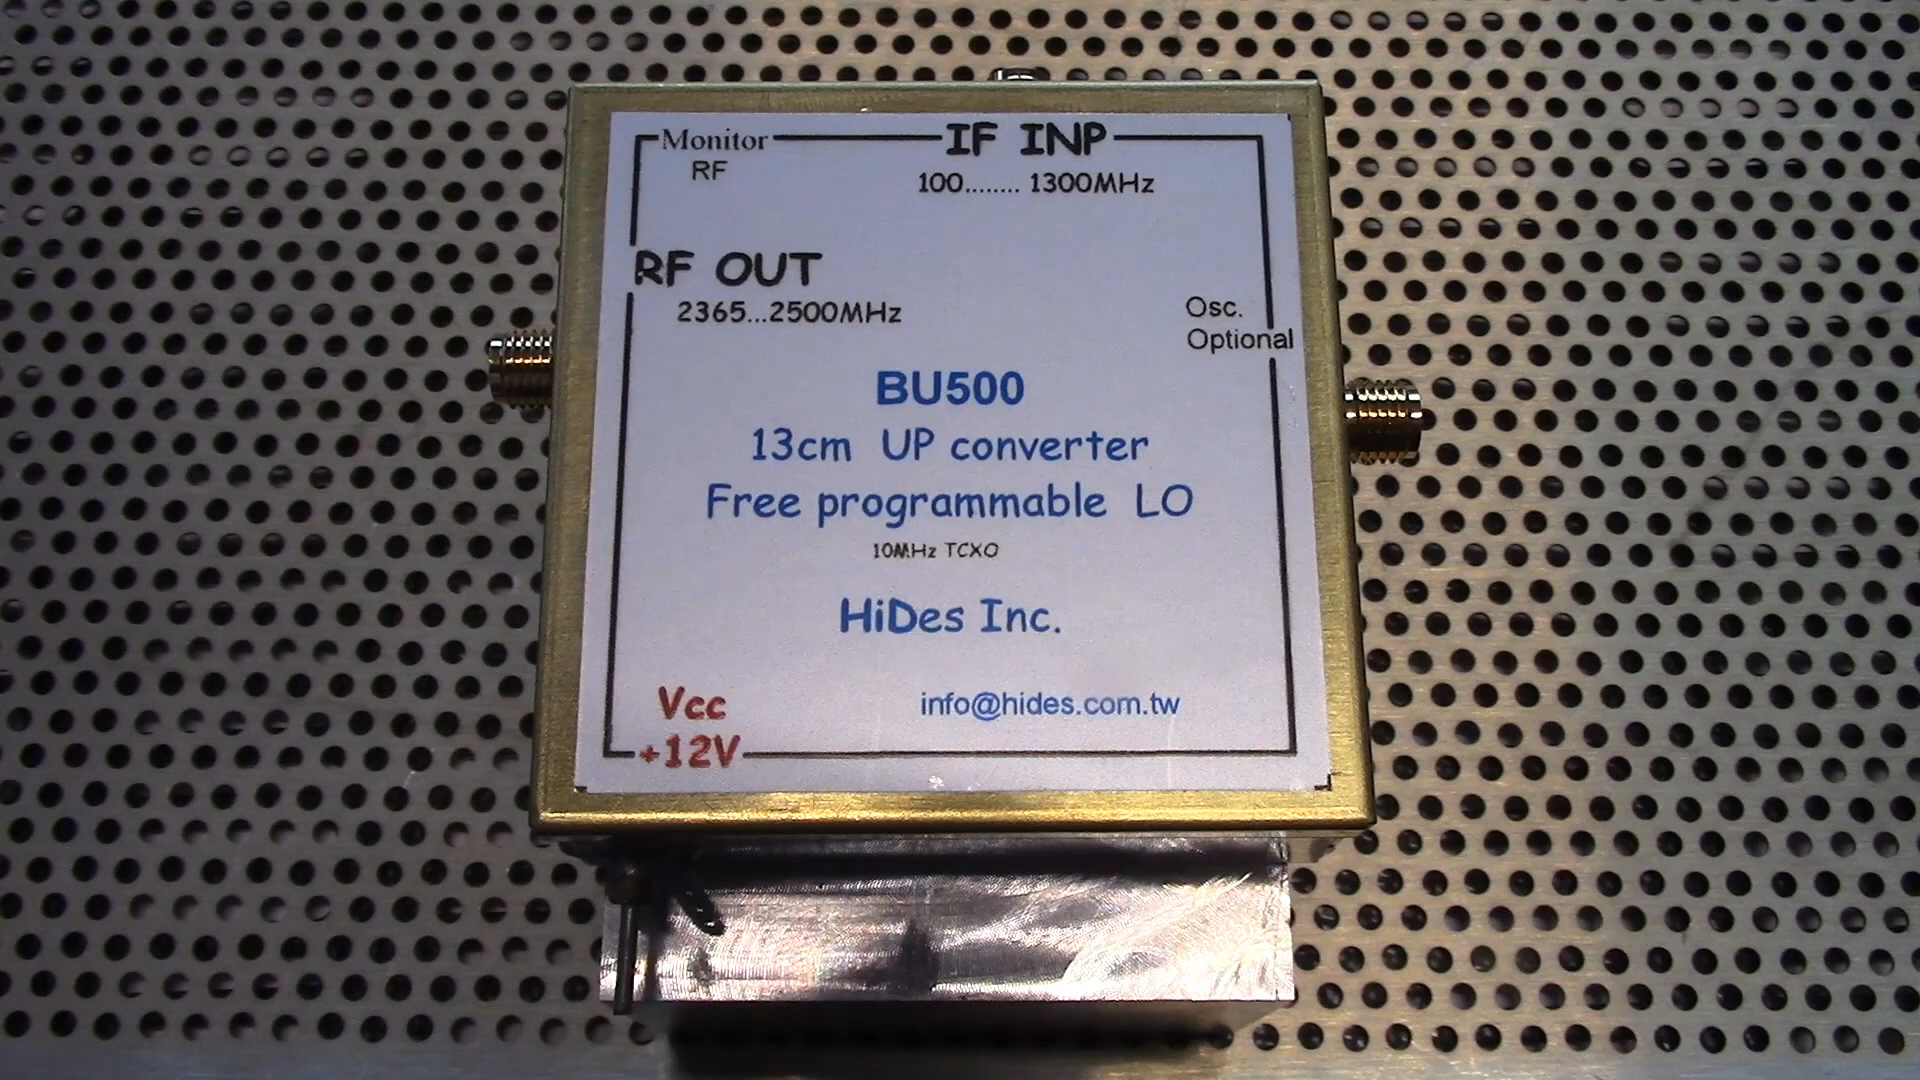 Monitor
RF
IF INP
100........ 1300MHz
RF OUT
2365...2500MHz
Osc.
Optional
BU500
13cm UP converter
Free programmable LO
10MHz TCXO
HiDes Inc.
Vcc
+12V
info@hides.com.tw